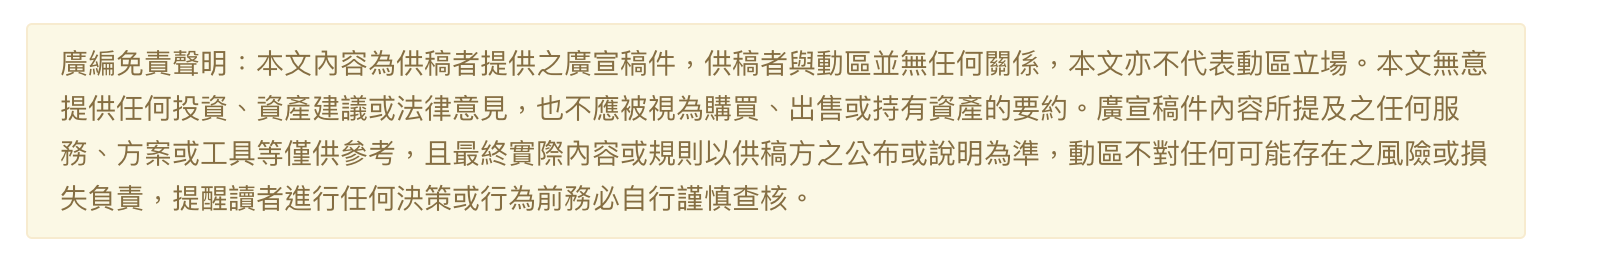 廣編免責聲明：本文內容為供稿者提供之廣宣稿件，供稿者與動區並無任何關係，本文亦不代表動區立場。本文無意
提供任何投資、資產建議或法律意見，也不應被視為購買、出售或持有資產的要約。廣宣稿件內容所提及之任何服
務、方案或工具等僅供參考，且最終實際內容或規則以供稿方之公布或說明為準，動區不對任何可能存在之風險或損
失負責，提醒讀者進行任何決策或行為前務必自行謹慎查核。